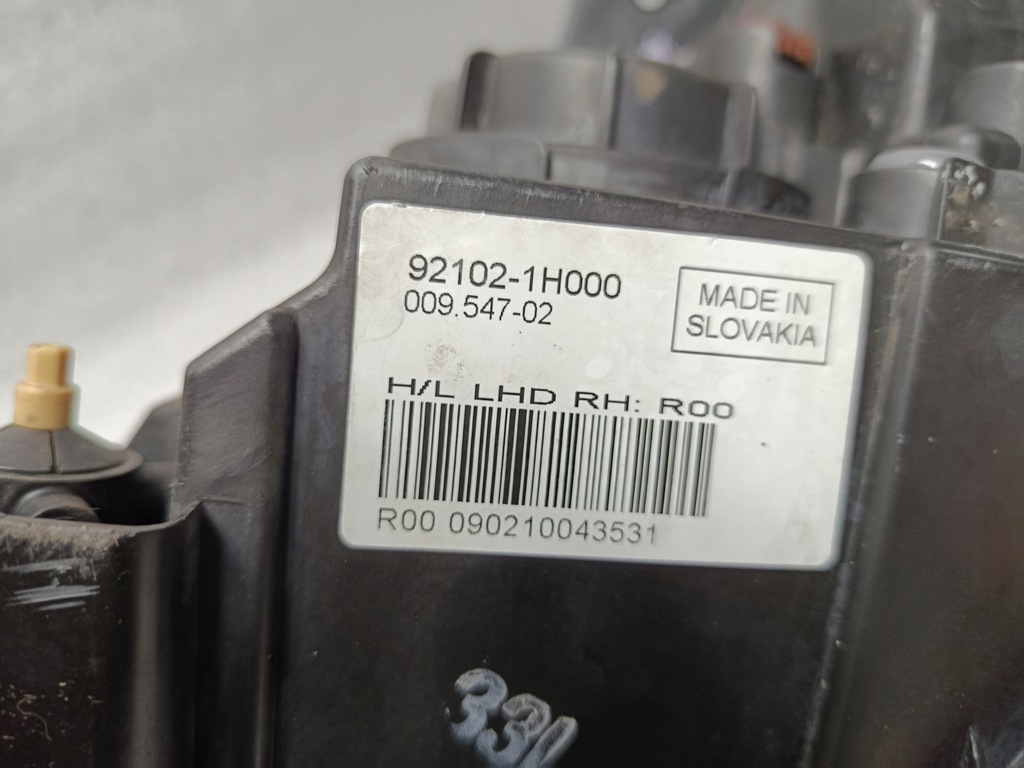 92102-1H000
009.547-02
MADE IN
SLOVAKIA
H/L LHD RH: R00
R00 090210043531